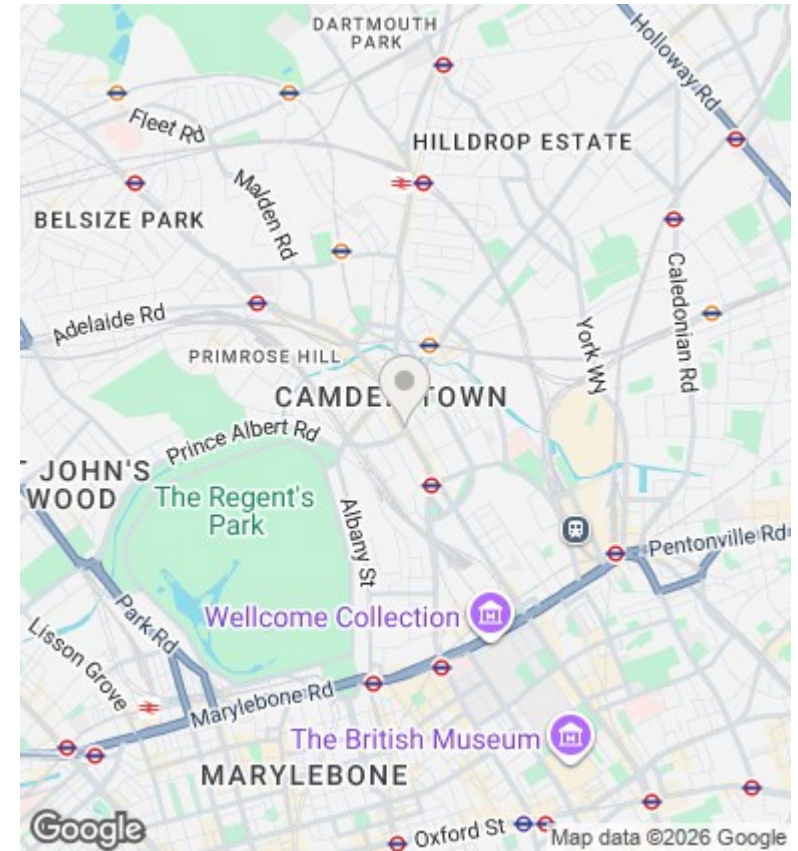 DARTMOUTH
PARK
Holloway Rd
Fleet Rd
HILLDROP ESTATE
Malden Rd
BELSIZE PARK
Caledonian Rd
Adelaide Rd
York Wy
PRIMROSE HILL
CAMDEN TOWN
Prince Albert Rd
T JOHN'S
WOOD
The Regent's
Park
Albany St
Pentonville Rd
Park Rd
Wellcome Collection
Lisson Grove
Marylebone Rd
The British Museum
MARYLEBONE
Google
Oxford St
Map data ©2026 Google